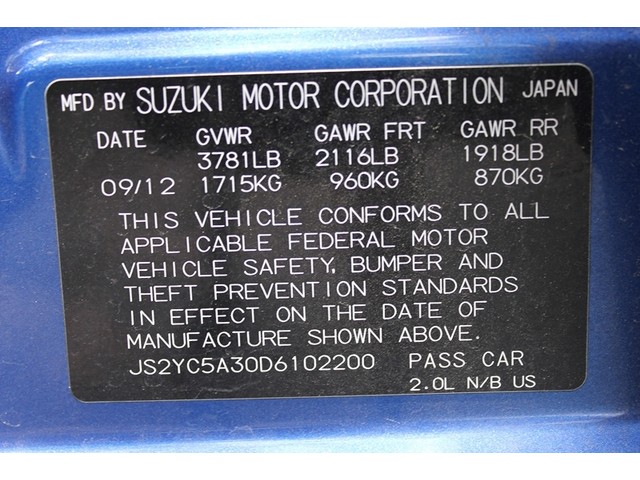 MFD BY SUZUKI MOTOR CORPORATION JAPAN
DATE GVWR GAWR FRT GAWR RR
3781LB 2116LB 1918LB
09/12 1715KG 960KG 870KG
THIS VEHICLE CONFORMS TO ALL
APPLICABLE FEDERAL MOTOR
VEHICLE SAFETY, BUMPER AND
THEFT PREVENTION STANDARDS
IN EFFECT ON THE DATE OF
MANUFACTURE SHOWN ABOVE.
JS2YC5A30D6102200 PASS CAR
2.0L N/B US